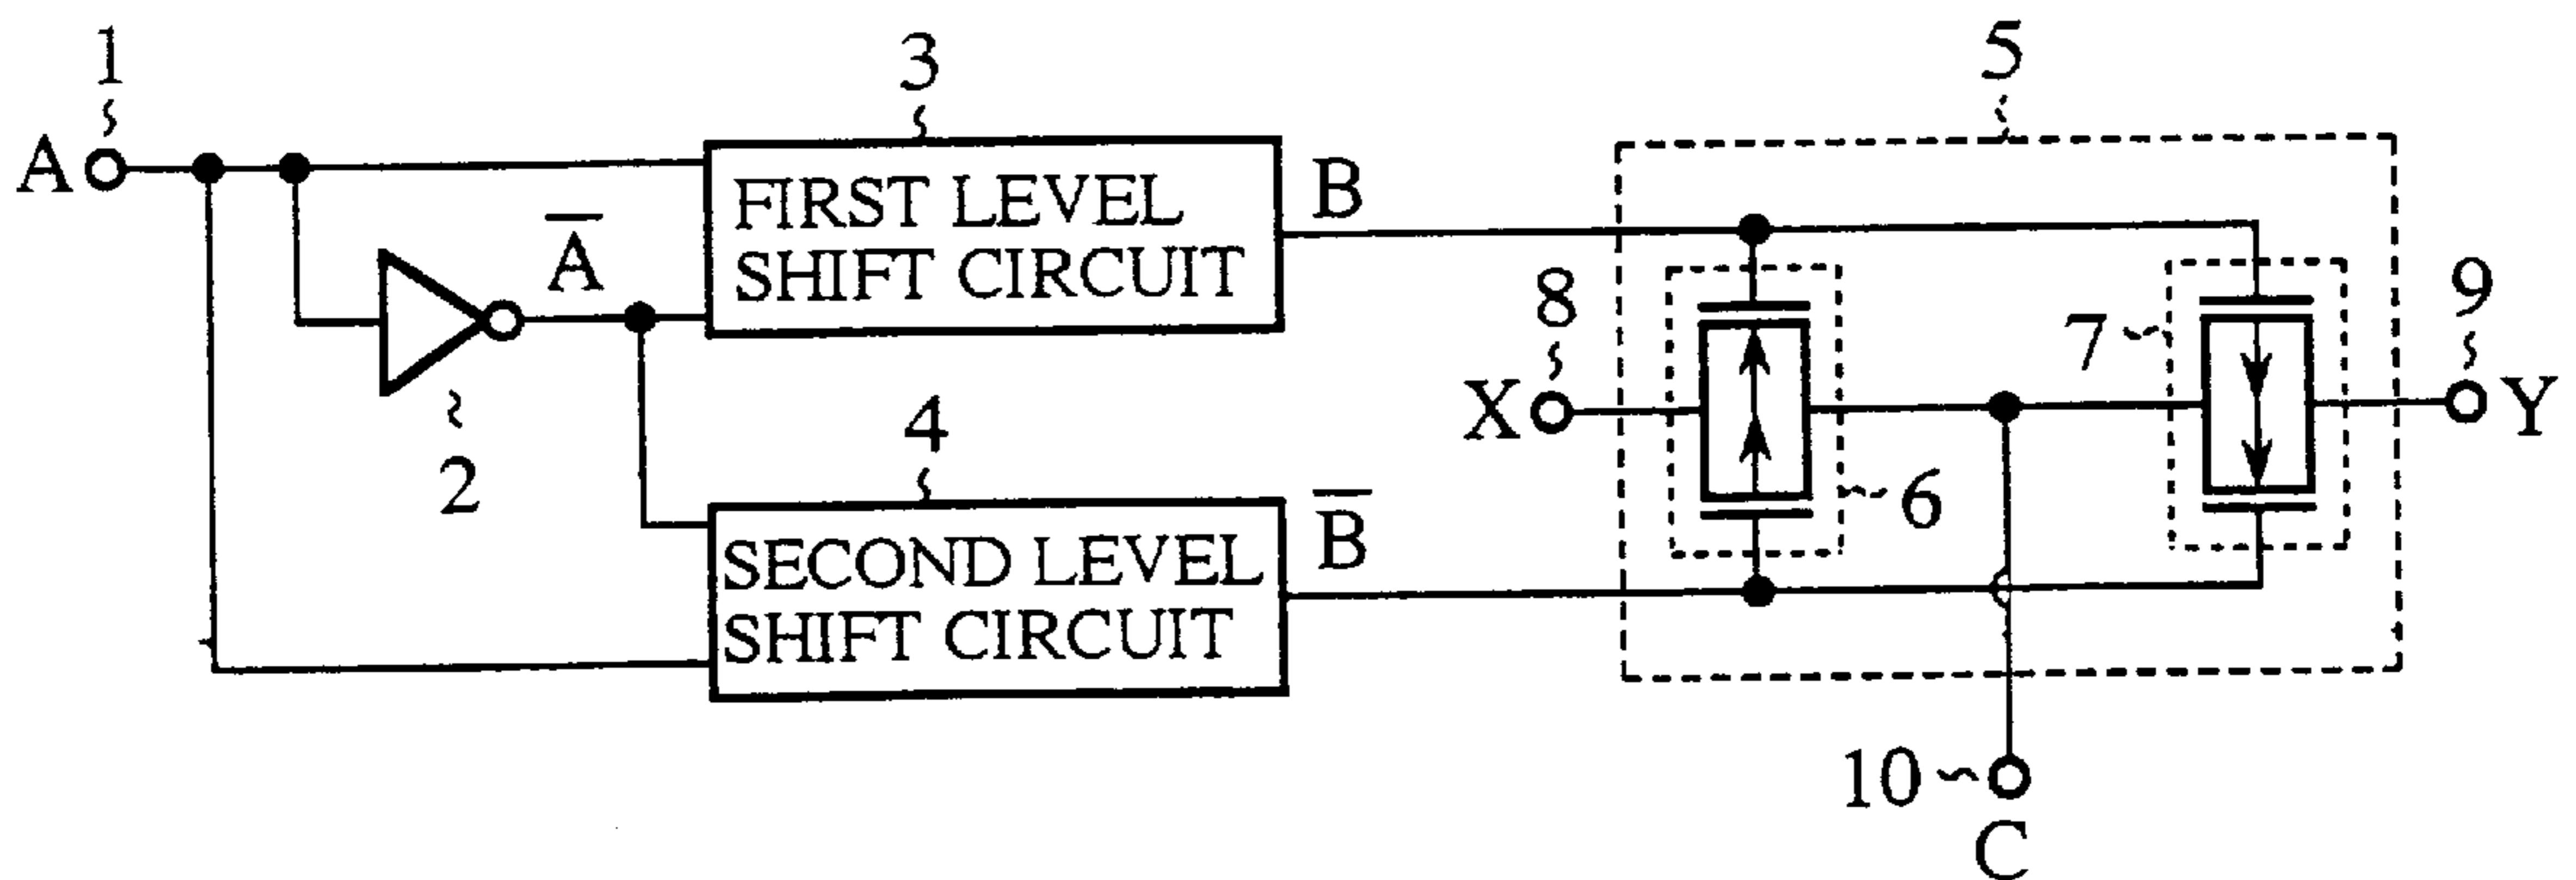 1
3
5
A
FIRST LEVEL
SHIFT CIRCUIT
B
A̅
2
8
X
7
9
Y
6
4
SECOND LEVEL
SHIFT CIRCUIT
B̅
10
C